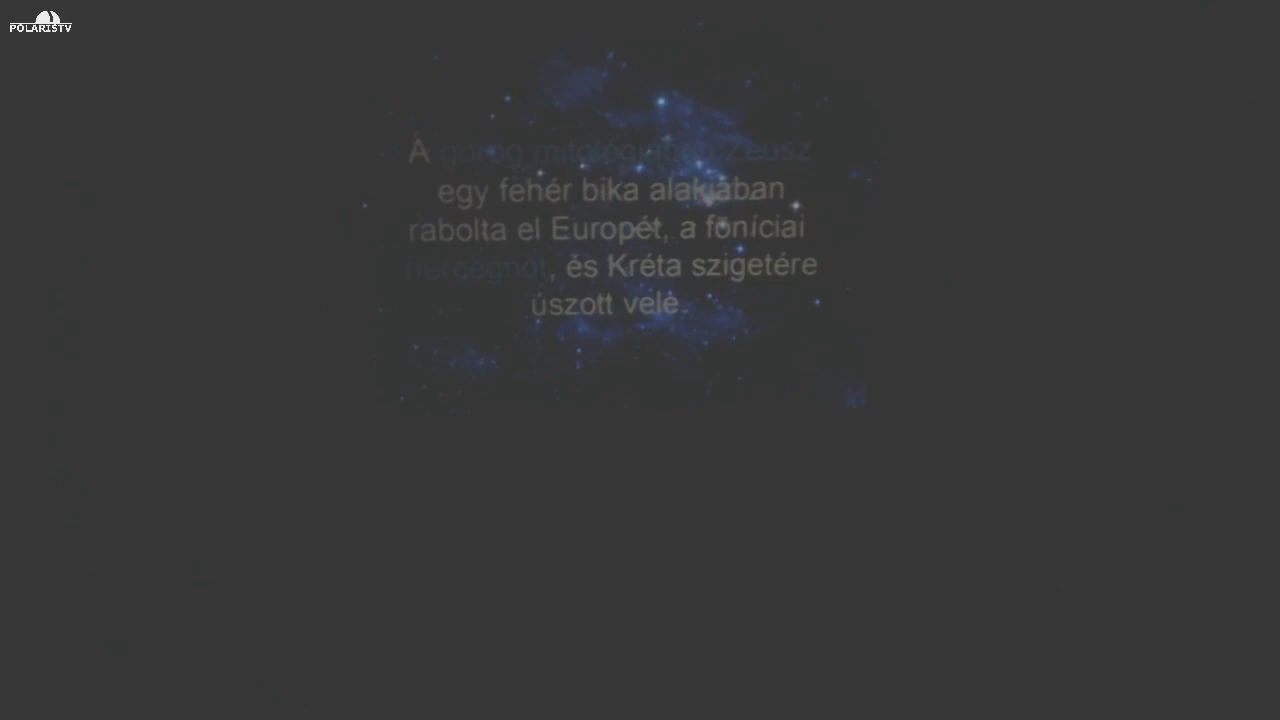 POLARISTV
A görög mitológiában Zeusz
egy fehér bika alakjában
rabolta el Europét, a föníciai
hercegnőt, és Kréta szigetére
úszott vele.